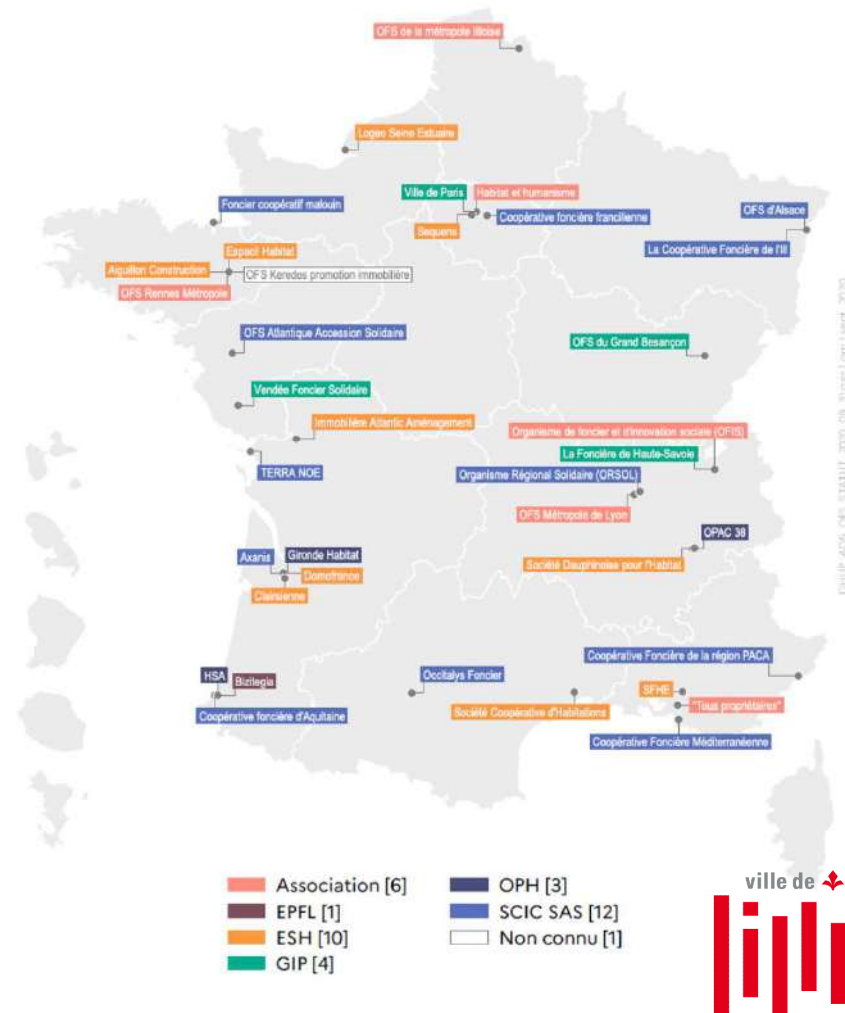 OFS de la métropole lilloise
Logeo Seine Estuaire
Ville de Paris
Habitat et humanisme
Foncier coopératif malouin
Coopérative foncière francilienne
OFS d'Alsace
Sequens
La Coopérative Foncière de l'Ill
Espacil Habitat
Aiguillon Construction
OFS Keredes promotion immobilière
OFS Rennes Métropole
OFS Atlantique Accession Solidaire
OFS du Grand Besançon
Vendée Foncier Solidaire
Immobilière Atlantic Aménagement
Organisme de foncier et d'innovation sociale (OFIS)
La Foncière de Haute-Savoie
TERRA NOE
Organisme Régional Solidaire (ORSOL)
OFS Métropole de Lyon
OPAC 38
Axanis
Gironde Habitat
Société Dauphinoise pour l'Habitat
Domofrance
Clairsienne
Coopérative Foncière de la région PACA
HSA
Bizitegia
Occitalys Foncier
SFHE
"Tous propriétaires"
Société Coopérative d'Habitations
Coopérative foncière d'Aquitaine
Coopérative Foncière Méditerranéenne
Association [6]
EPFL [1]
ESH [10]
GIP [4]
OPH [3]
SCIC SAS [12]
Non connu [1]
ville de
lille